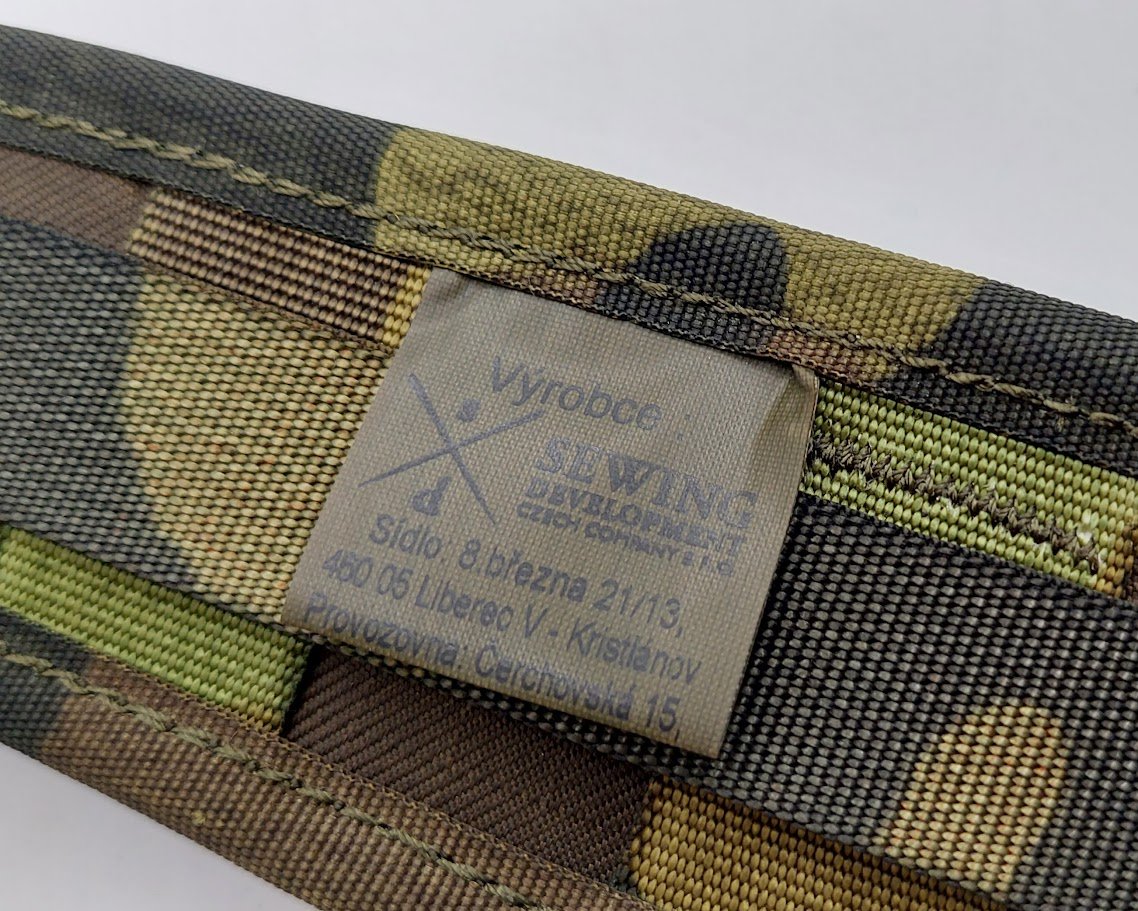 Výrobce :
s
d
SEWING
DEVELOPMENT
CZECH COMPANY s.r.o.
Sídlo: 8.března 21/13,
460 05 Liberec V - Kristiánov
Provozovna: Čerchovská 15,